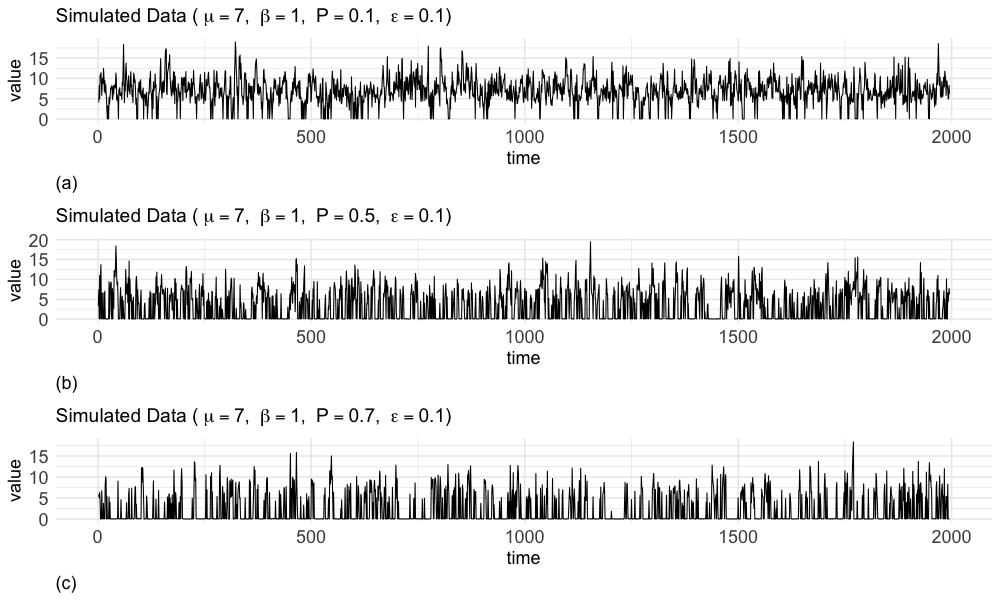 Simulated Data ( μ = 7, β = 1, P = 0.1, ε = 0.1)
15
10
5
0
value
0 500 1000 1500 2000
time
(a)
Simulated Data ( μ = 7, β = 1, P = 0.5, ε = 0.1)
20
15
10
5
0
value
0 500 1000 1500 2000
time
(b)
Simulated Data ( μ = 7, β = 1, P = 0.7, ε = 0.1)
15
10
5
0
value
0 500 1000 1500 2000
time
(c)